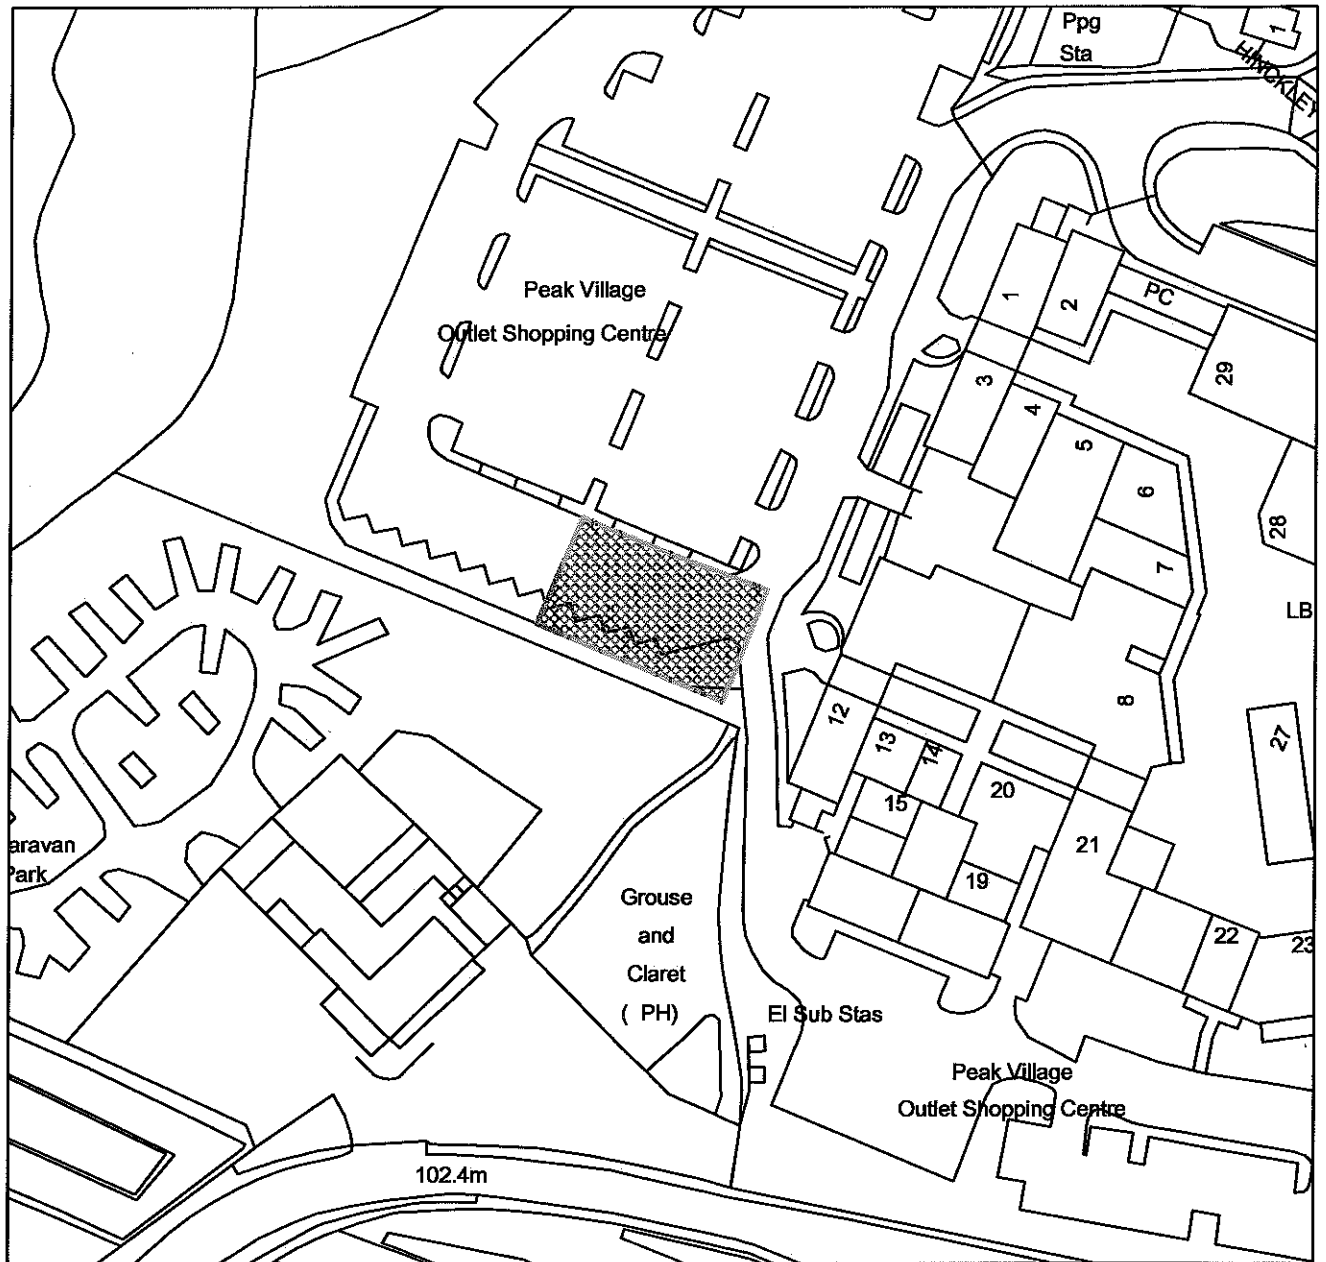 Ppg
Sta
1
HINCKLEY
Peak Village
Outlet Shopping Centre
1
2
PC
29
3
4
5
6
7
28
LB
8
27
12
13
14
15
20
21
19
22
23
aravan
Park
Grouse
and
Claret
( PH)
El Sub Stas
Peak Village
Outlet Shopping Centre
102.4m